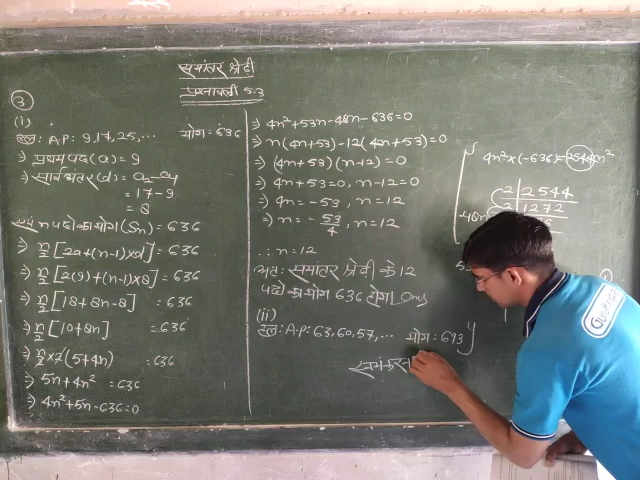 समांतर श्रेढी
प्रश्नावली 5.3
3
(i)
हल: A.P: 9,17,25,... योग = 636
⇒ प्रथम पद (a) = 9
⇒ सार्व अंतर (d) = a₂-a₁
= 17-9
= 8
n पदों का योग (Sn) = 636
⇒ n/2 [2a+(n-1)xd] = 636
⇒ n/2 [2(9)+(n-1)x8] = 636
⇒ n/2 [18+8n-8] = 636
⇒ n/2 [10+8n] = 636
⇒ n/2 x2 (5+4n) = 636
⇒ 5n+4n² = 636
⇒ 4n²+5n-636=0
⇒ 4n²+53n-48n-636=0
⇒ n(4n+53)-12(4n+53)=0
⇒ (4n+53)(n-12)=0
⇒ 4n+53=0, n-12=0
⇒ 4n=-53, n=12
⇒ n=-53/4, n=12
∴ n=12
अतः समांतर श्रेढी के 12
पदों का योग 636 होगा Ans
(ii)
हल: A.P: 63,60,57,... योग = 693
4n²x(-636)=2544n²
2 2544
2 1272